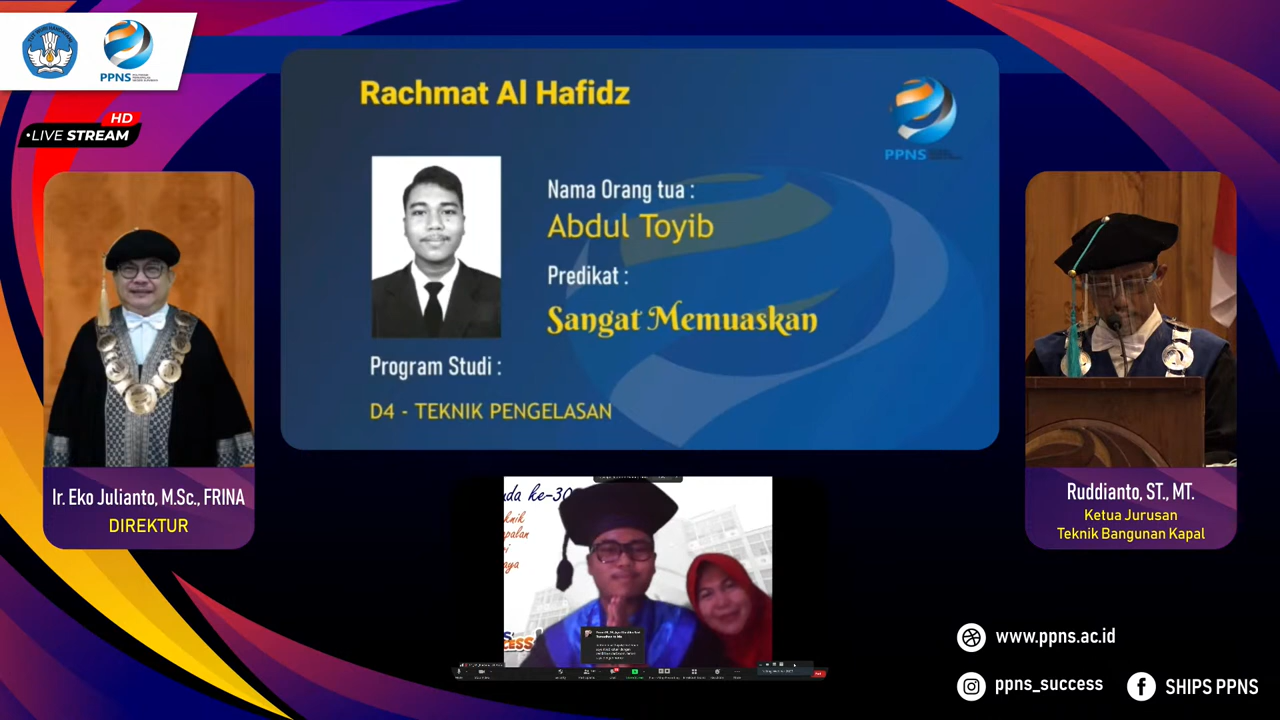 PPNS
HD
LIVE STREAM
Rachmat Al Hafidz
PPNS
Nama Orang tua :
Abdul Toyib
Predikat :
Sangat Memuaskan
Program Studi :
D4 - TEKNIK PENGELASAN
Ir. Eko Julianto, M.Sc., FRINA
DIREKTUR
Ruddianto, ST., MT.
Ketua Jurusan
Teknik Bangunan Kapal
www.ppns.ac.id
ppns_success
SHIPS PPNS